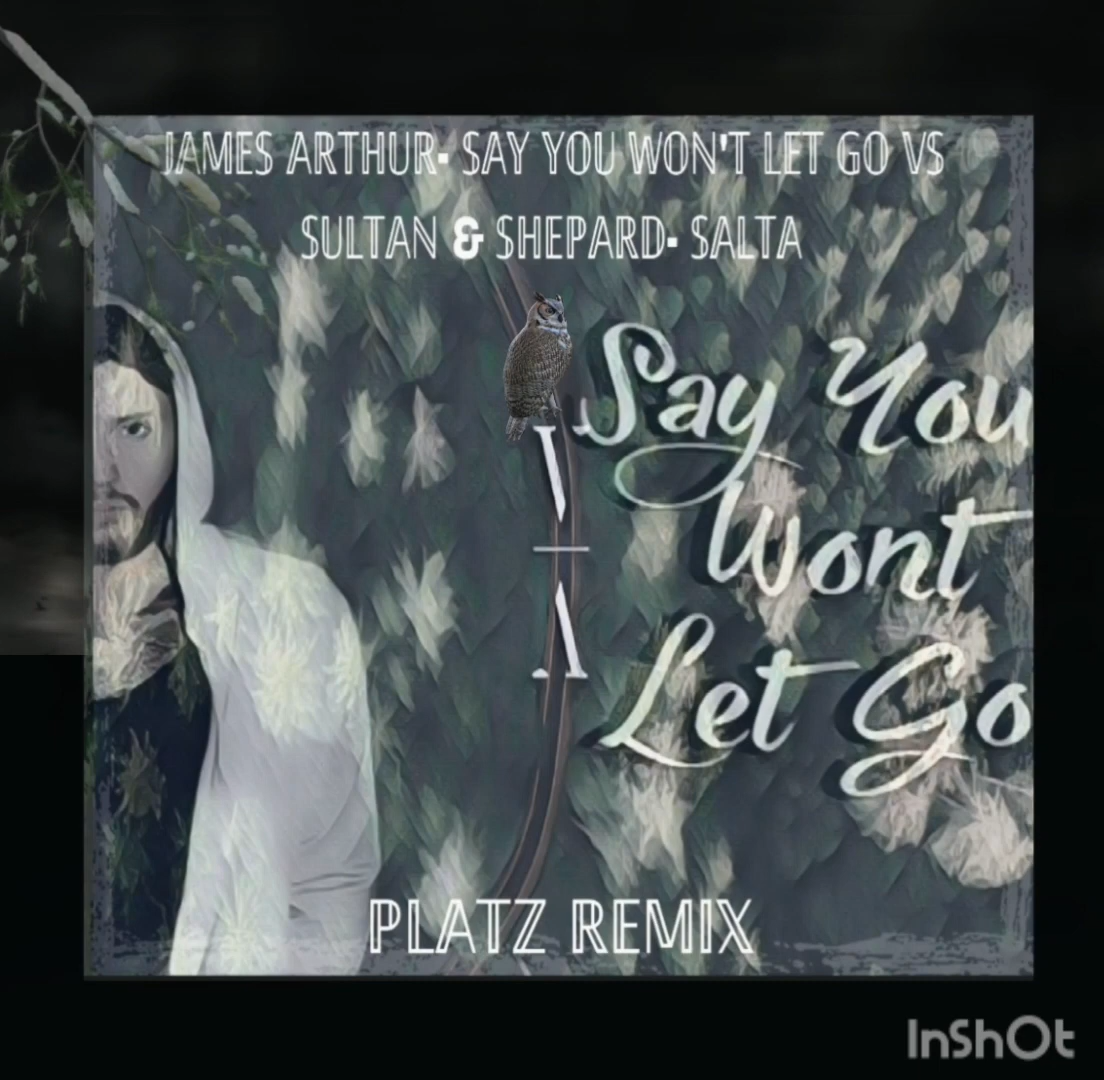 JAMES ARTHUR- SAY YOU WON'T LET GO VS
SULTAN & SHEPARD- SALTA
Say You
Wont
Let Go
PLATZ REMIX
InShOt